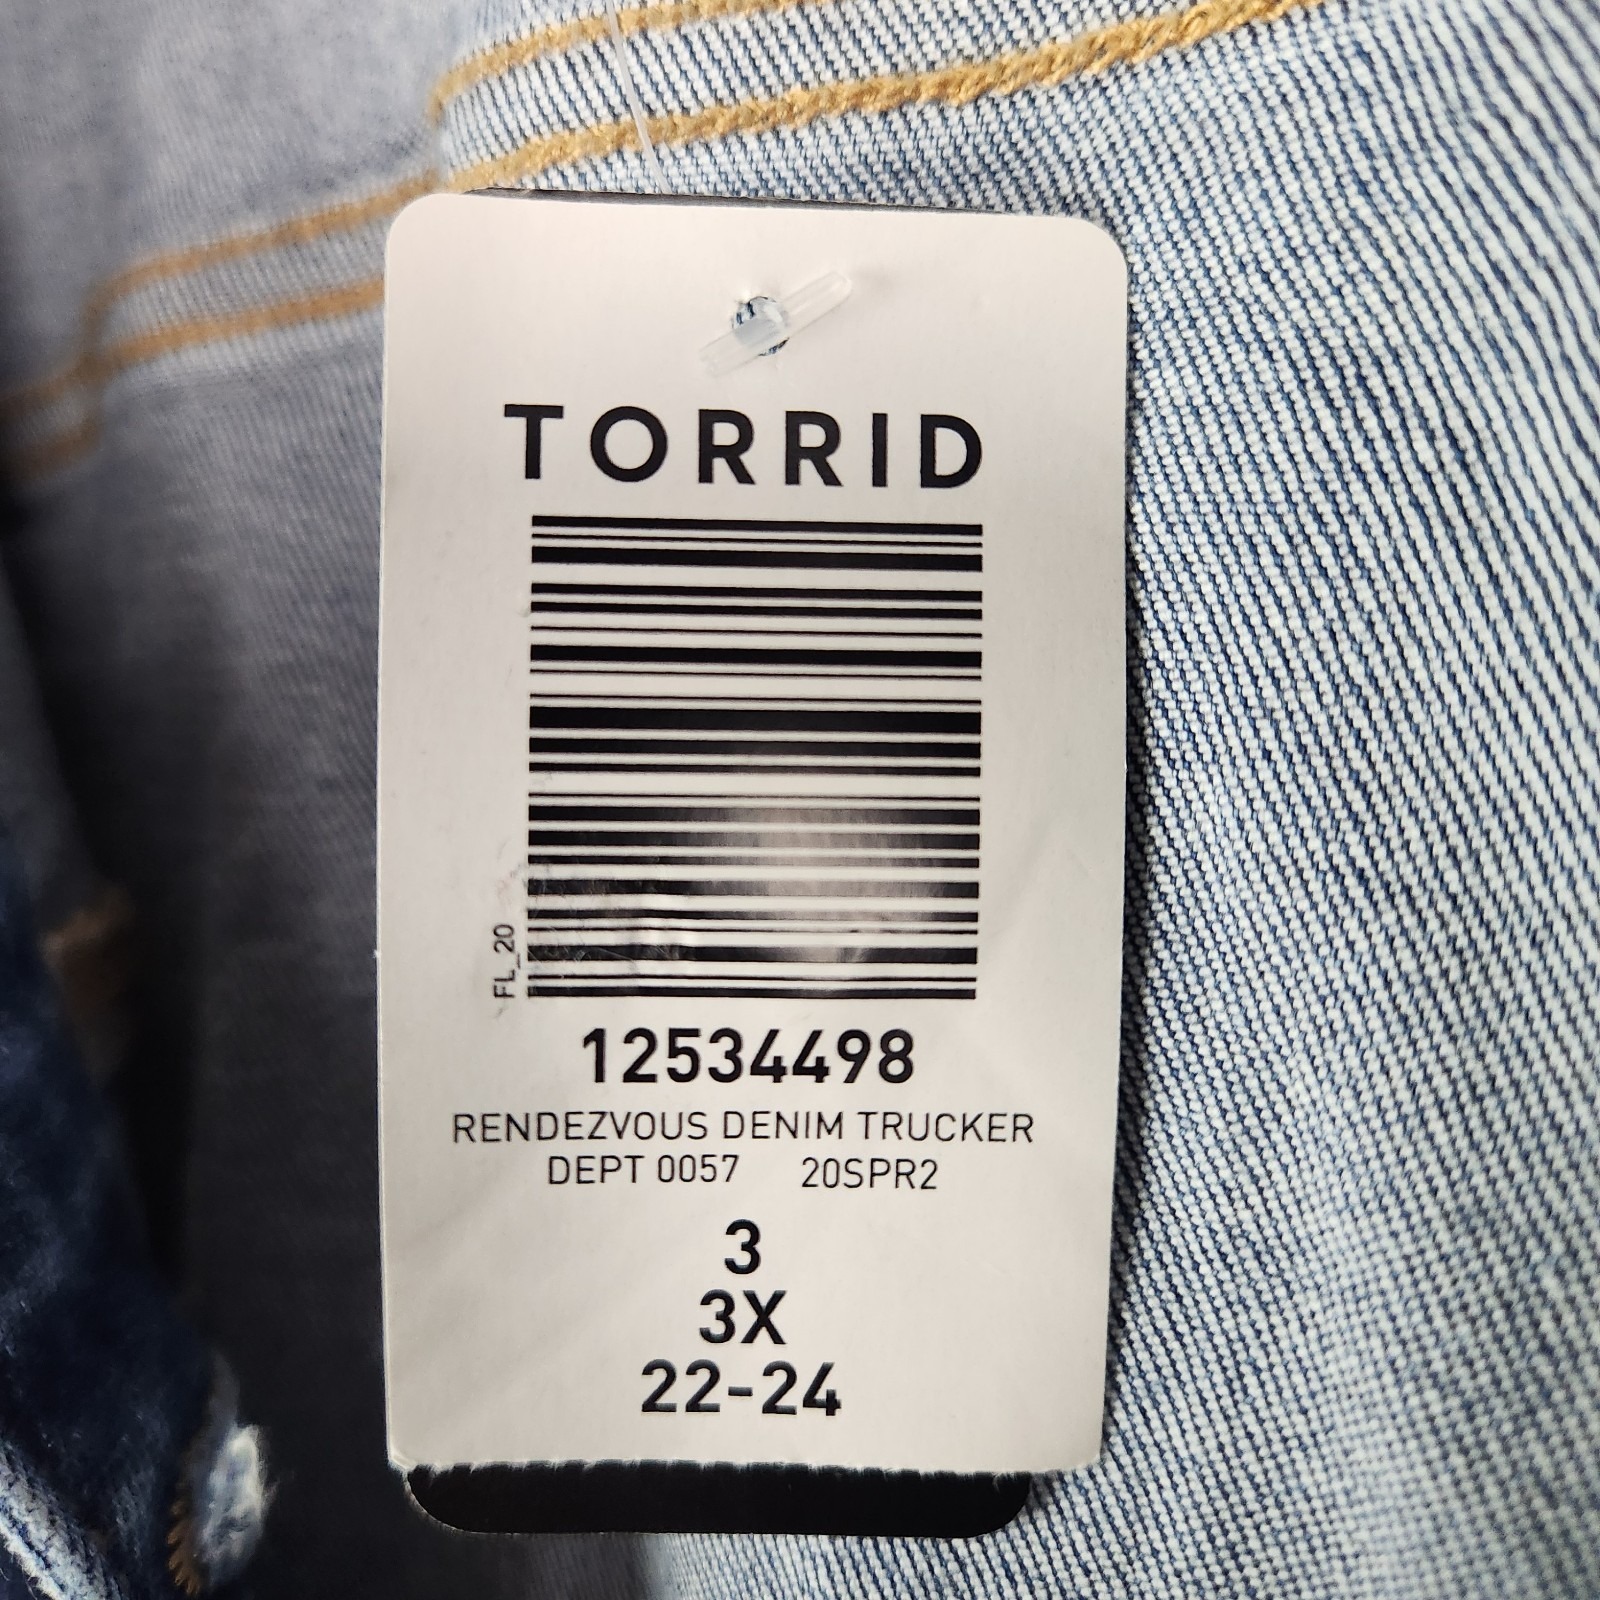 TORRID
FL_20
12534498
RENDEZVOUS DENIM TRUCKER
DEPT 0057 20SPR2
3
3X
22-24